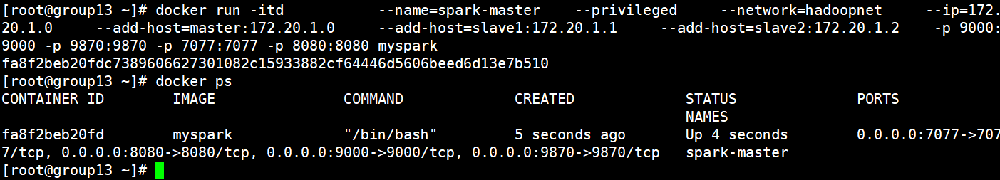 [root@group13 ~]# docker run -itd          --name=spark-master    --privileged     --network=hadoopnet     --ip=172.
20.1.0     --add-host=master:172.20.1.0     --add-host=slave1:172.20.1.1     --add-host=slave2:172.20.1.2    -p 9000:
9000 -p 9870:9870 -p 7077:7077 -p 8080:8080 myspark
fa8f2beb20fdc7389606627301082c15933882cf64446d5606beed6d13e7b510
[root@group13 ~]# docker ps
CONTAINER ID        IMAGE               COMMAND             CREATED             STATUS              PORTS
                                                                                NAMES
fa8f2beb20fd        myspark             "/bin/bash"         5 seconds ago       Up 4 seconds        0.0.0.0:7077->707
7/tcp, 0.0.0.0:8080->8080/tcp, 0.0.0.0:9000->9000/tcp, 0.0.0.0:9870->9870/tcp   spark-master
[root@group13 ~]#